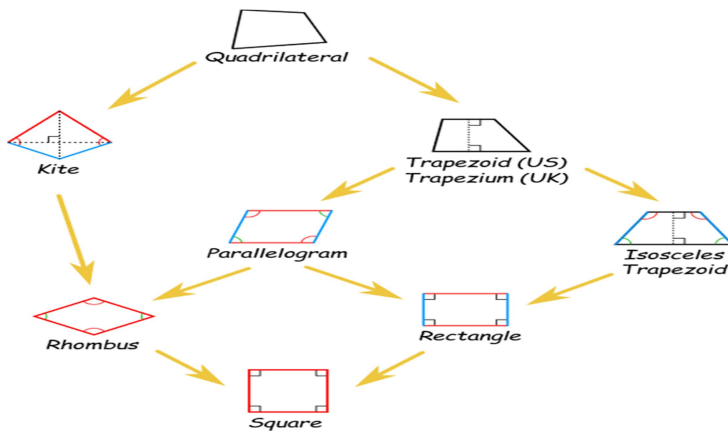 Quadrilateral
Kite
Trapezoid (US)
Trapezium (UK)
Parallelogram
Isosceles
Trapezoid
Rhombus
Rectangle
Square